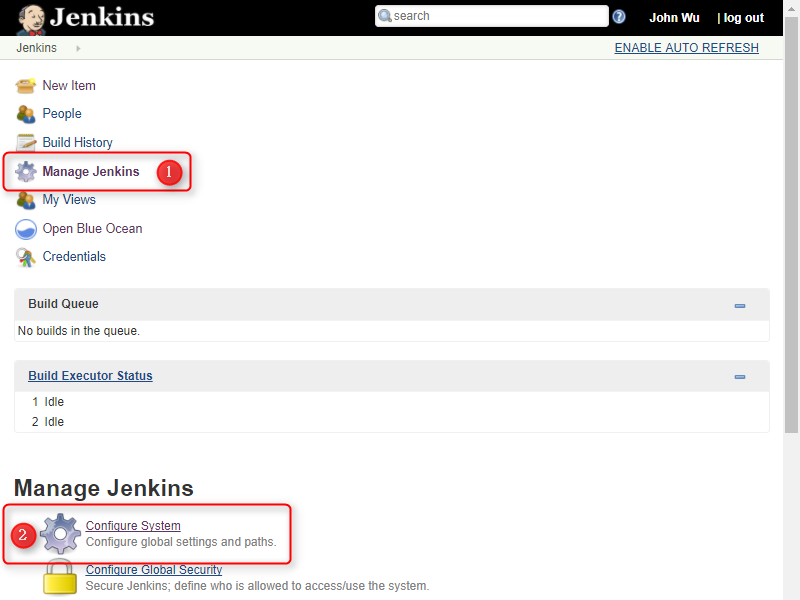 Jenkins
search
?
John Wu | log out
Jenkins
ENABLE AUTO REFRESH
New Item
People
Build History
Manage Jenkins 1
My Views
Open Blue Ocean
Credentials
Build Queue
No builds in the queue.
Build Executor Status
1 Idle
2 Idle
Manage Jenkins
2 Configure System
Configure global settings and paths.
Configure Global Security
Secure Jenkins; define who is allowed to access/use the system.